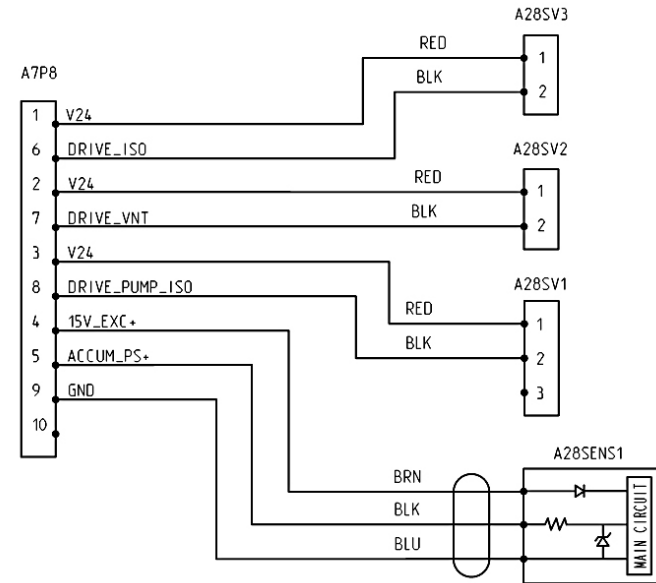 A28SV3
RED
1
A7P8
BLK
2
1 V24
6 DRIVE_ISO
A28SV2
2 V24
RED
1
7 DRIVE_VNT
BLK
2
3 V24
8 DRIVE_PUMP_ISO
A28SV1
RED
1
4 15V_EXC+
BLK
2
5 ACCUM_PS+
9 GND
3
10
A28SENS1
BRN
BLK
BLU
MAIN CIRCUIT